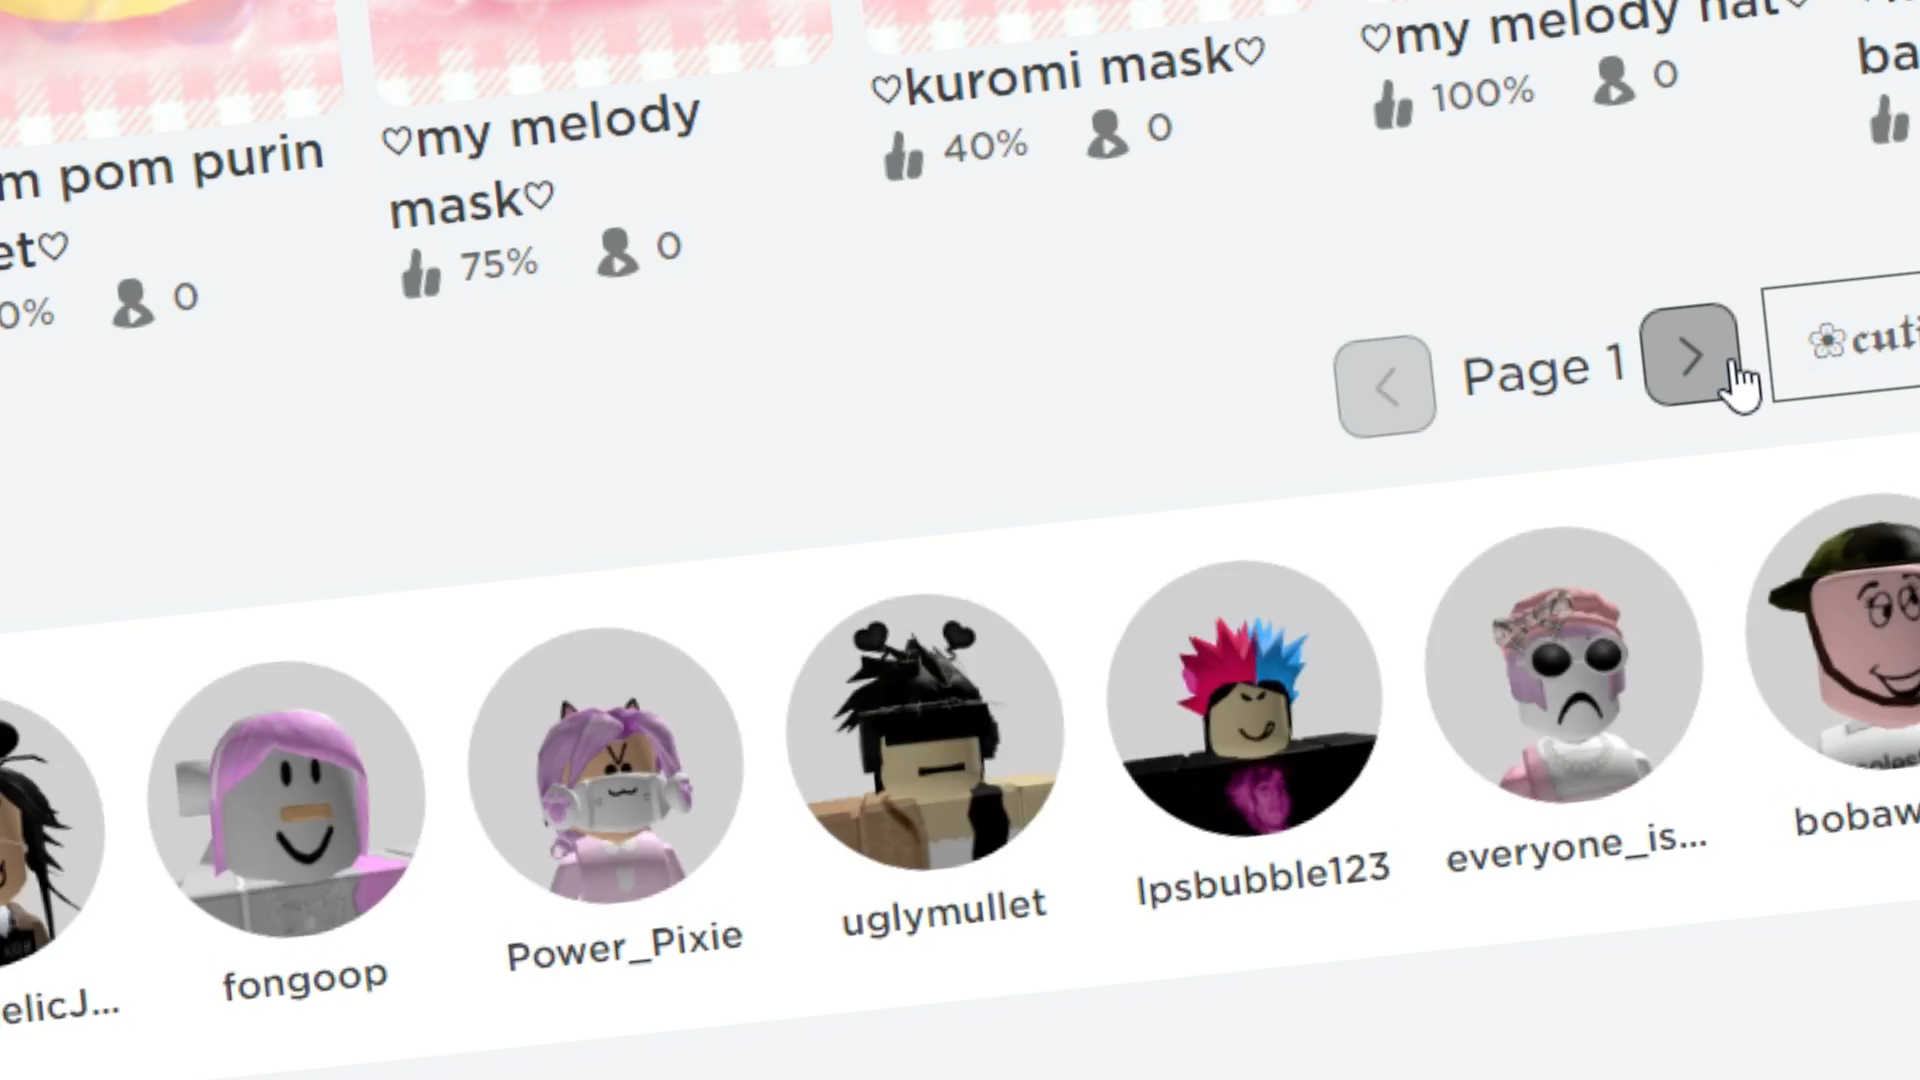 m pom purin
et♡
0%
0
♡my melody
mask♡
75%
0
♡kuromi mask♡
40%
0
♡my melody hat♡
100%
0
ba
Page 1
❀cuti
elicJ...
fongoop
Power_Pixie
uglymullet
lpsbubble123
everyone_is...
bobaw